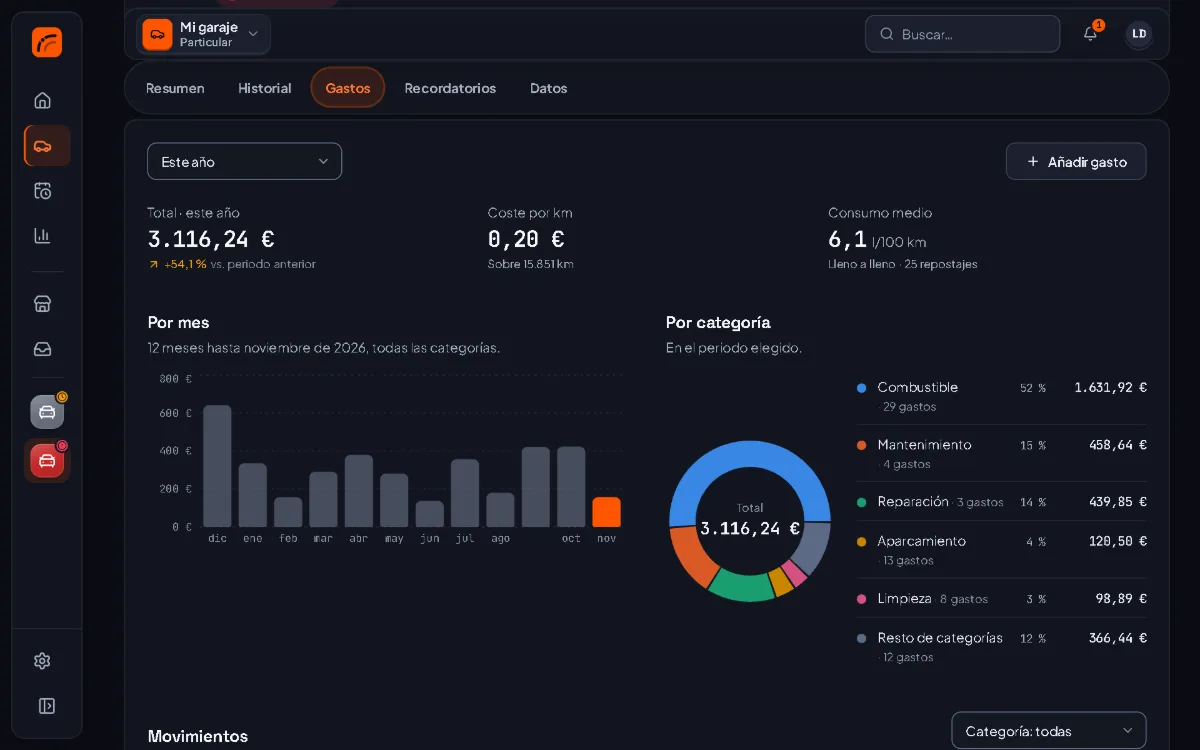 Mi garaje
Particular
Buscar...
1
LD
Resumen
Historial
Gastos
Recordatorios
Datos
Este año
+ Añadir gasto
Total · este año
3.116,24 €
+54,1 % vs. periodo anterior
Coste por km
0,20 €
Sobre 15.851 km
Consumo medio
6,1 l/100 km
Lleno a lleno · 25 repostajes
Por mes
12 meses hasta noviembre de 2026, todas las categorías.
800 €
600 €
400 €
200 €
0 €
dic ene feb mar abr may jun jul ago oct nov
Por categoría
En el periodo elegido.
Total
3.116,24 €
Combustible 52 % 1.631,92 €
· 29 gastos
Mantenimiento 15 % 458,64 €
· 4 gastos
Reparación · 3 gastos 14 % 439,85 €
Aparcamiento 4 % 120,50 €
· 13 gastos
Limpieza · 8 gastos 3 % 98,89 €
Resto de categorías 12 % 366,44 €
· 12 gastos
Movimientos
Categoría: todas